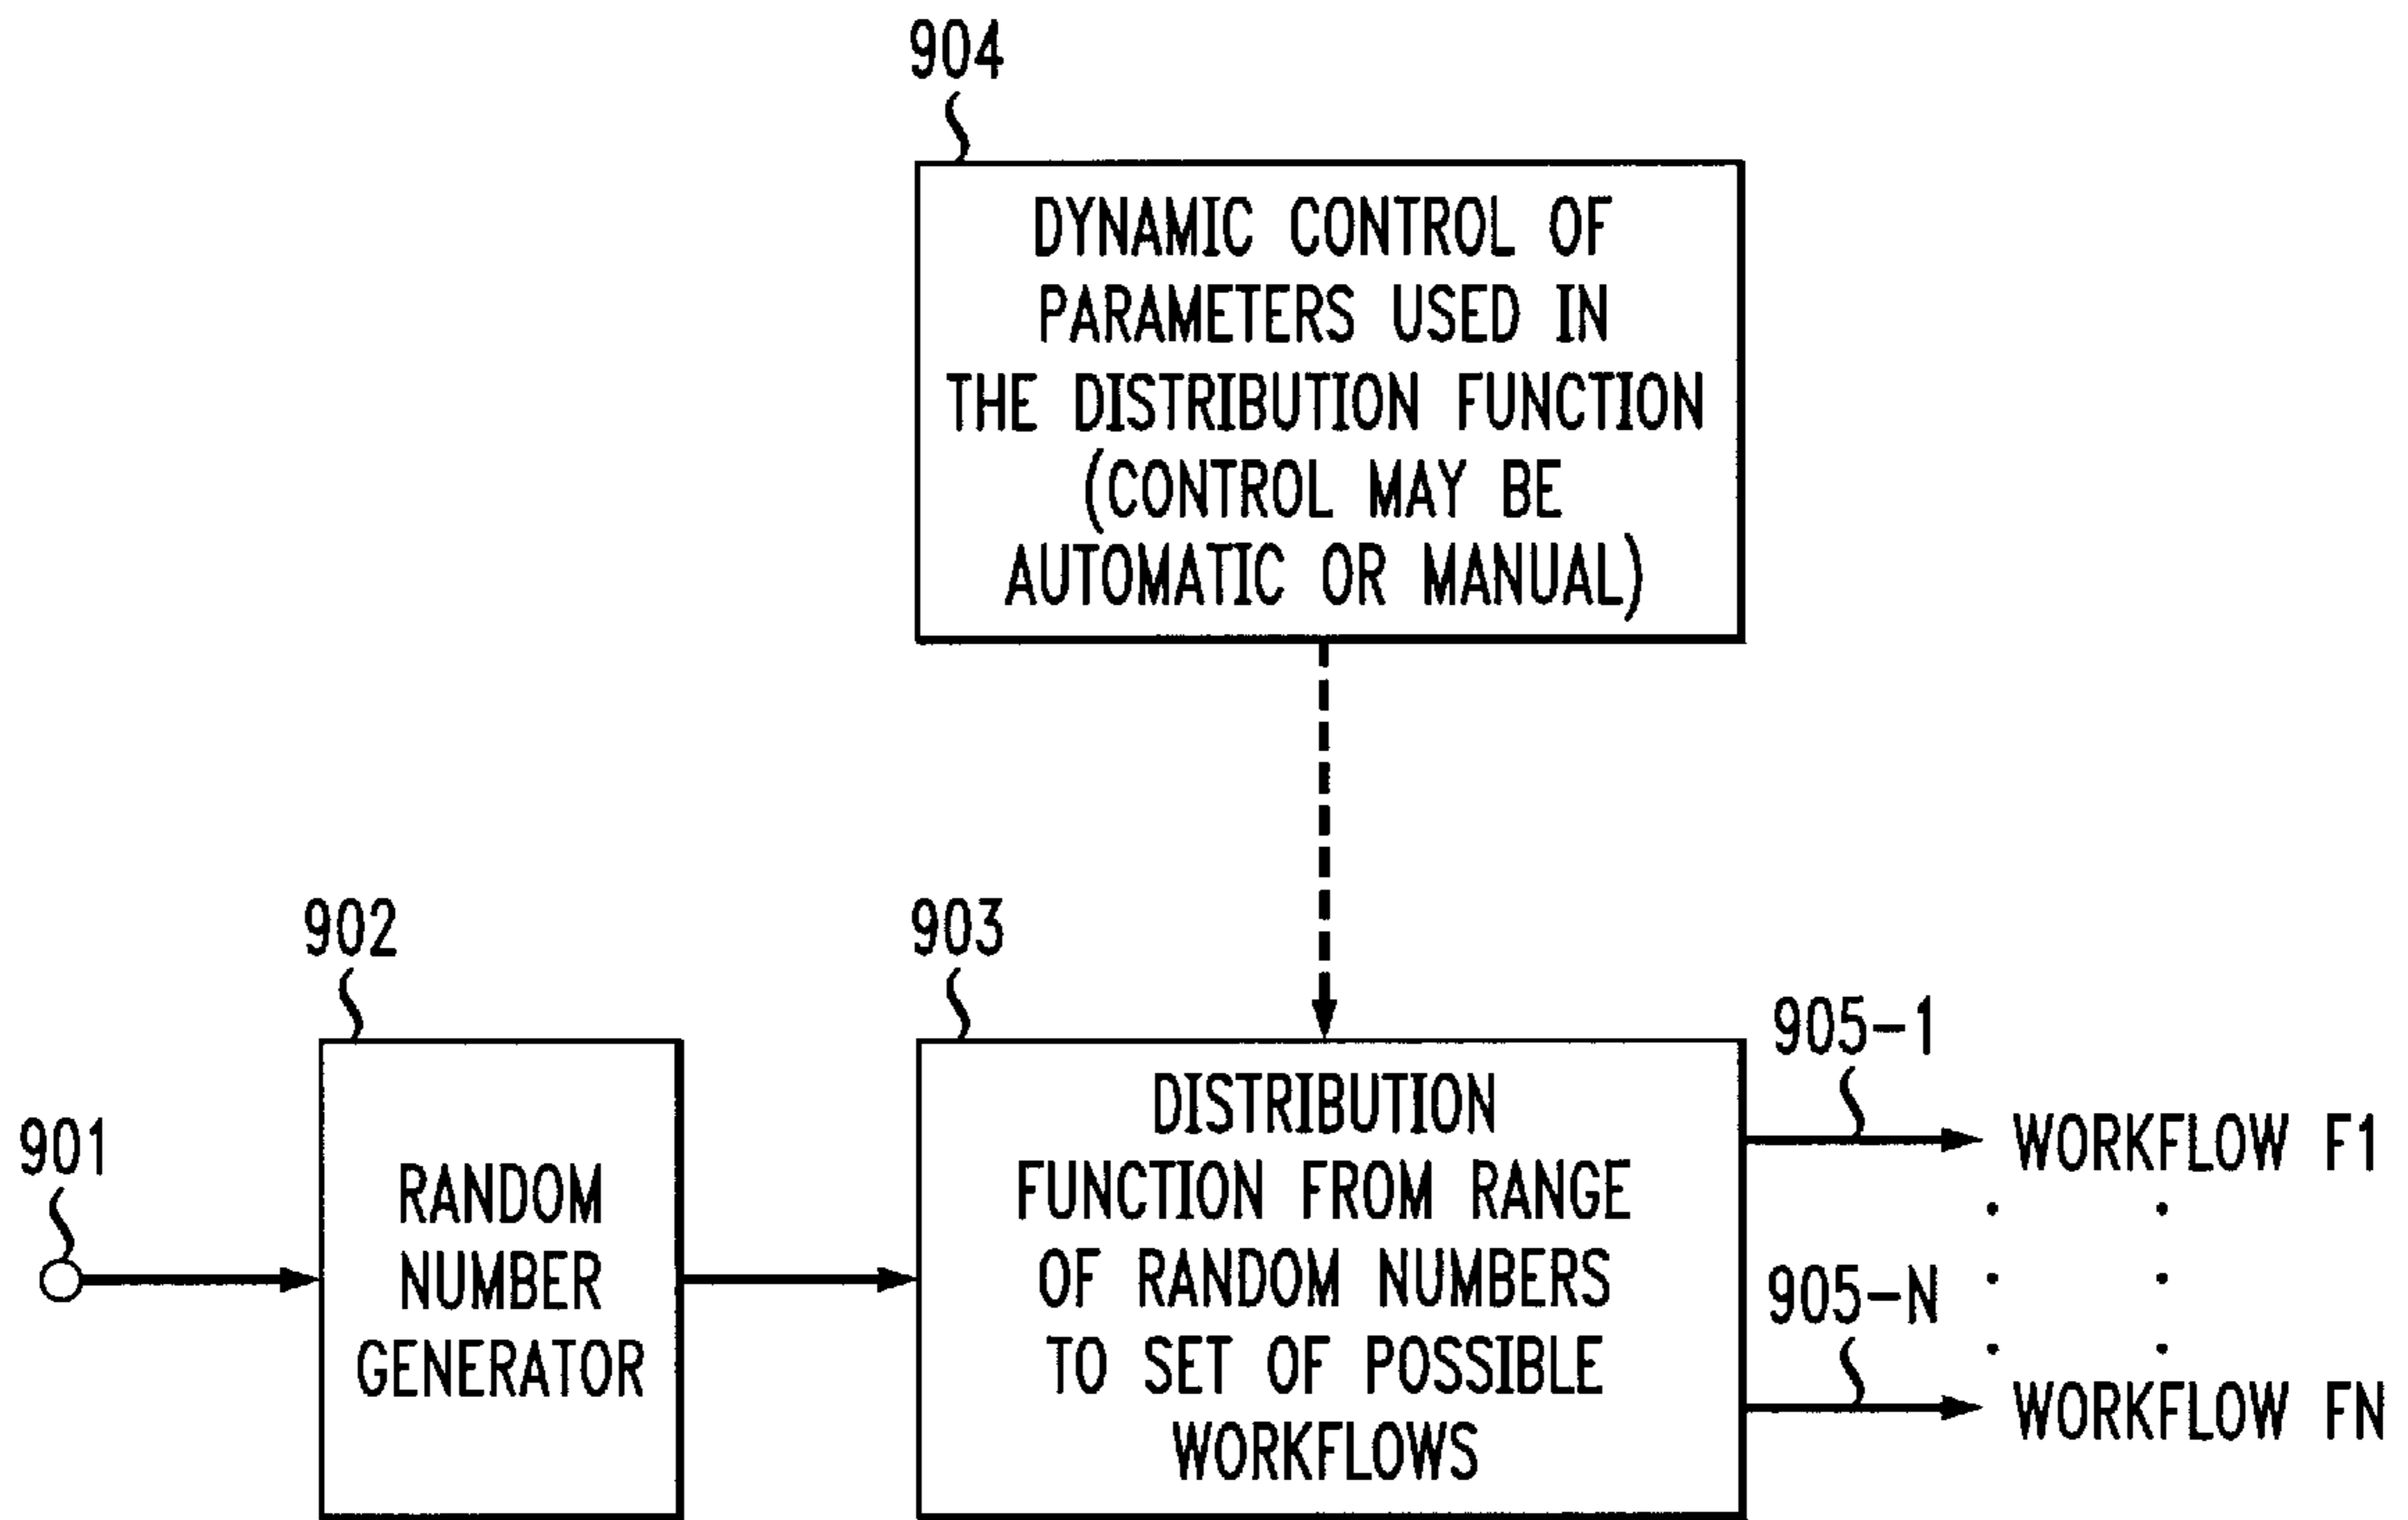 904
DYNAMIC CONTROL OF
PARAMETERS USED IN
THE DISTRIBUTION FUNCTION
(CONTROL MAY BE
AUTOMATIC OR MANUAL)
901
902
RANDOM
NUMBER
GENERATOR
903
DISTRIBUTION
FUNCTION FROM RANGE
OF RANDOM NUMBERS
TO SET OF POSSIBLE
WORKFLOWS
905-1
WORKFLOW F1
905-N
WORKFLOW FN